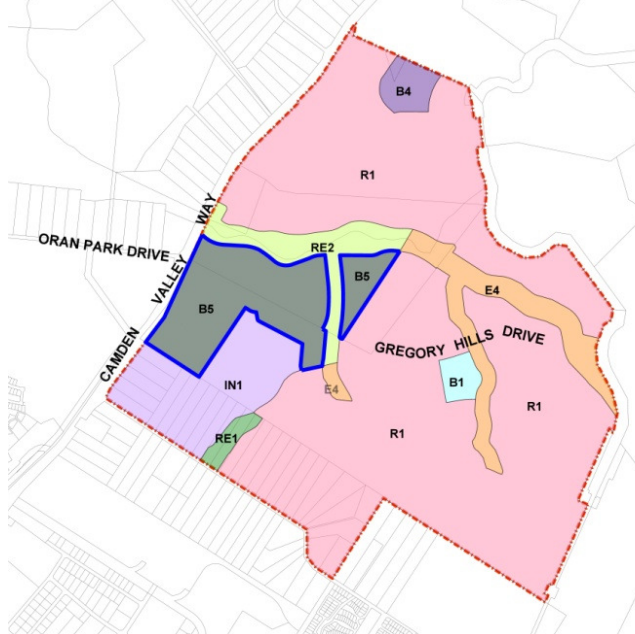 B4
R1
WAY
ORAN PARK DRIVE
RE2
B5
VALLEY
E4
B5
GREGORY HILLS DRIVE
CAMDEN
IN1
E4
B1
R1
R1
RE1